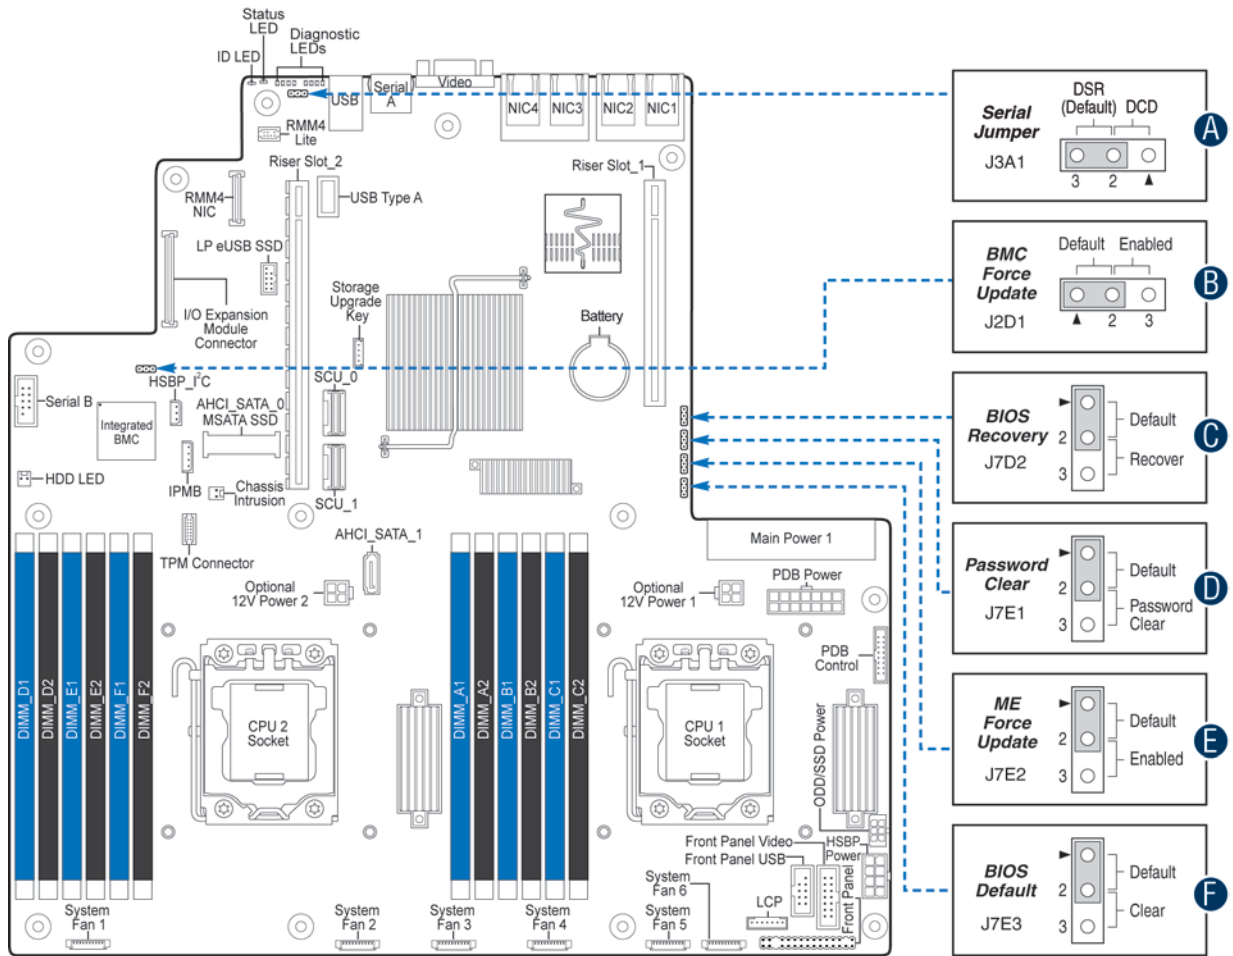 Status
LED
Diagnostic
LEDs
ID LED
USB
Serial
A
Video
NIC4
NIC3
NIC2
NIC1
RMM4
Lite
Riser Slot_2
Riser Slot_1
RMM4
NIC
USB Type A
LP eUSB SSD
Storage
Upgrade
Key
I/O Expansion
Module
Connector
Battery
HSBP_I²C
SCU_0
Serial B
Integrated
BMC
AHCI_SATA_0
MSATA SSD
HDD LED
IPMB
Chassis
Intrusion
SCU_1
TPM Connector
AHCI_SATA_1
Main Power 1
Optional
12V Power 2
Optional
12V Power 1
PDB Power
PDB
Control
DIMM_D1
DIMM_D2
DIMM_E1
DIMM_E2
DIMM_F1
DIMM_F2
CPU 2
Socket
DIMM_A1
DIMM_A2
DIMM_B1
DIMM_B2
DIMM_C1
DIMM_C2
CPU 1
Socket
ODD/SSD Power
Front Panel Video
Front Panel USB
HSBP
Power
System
Fan 6
LCP
Front Panel
System
Fan 1
System
Fan 2
System
Fan 3
System
Fan 4
System
Fan 5
Serial
Jumper
J3A1
DSR
(Default)
DCD
3 2
A
BMC
Force
Update
J2D1
Default Enabled
2 3
B
BIOS
Recovery
J7D2
2
3
Default
Recover
C
Password
Clear
J7E1
2
3
Default
Password
Clear
D
ME
Force
Update
J7E2
2
3
Default
Enabled
E
BIOS
Default
J7E3
2
3
Default
Clear
F